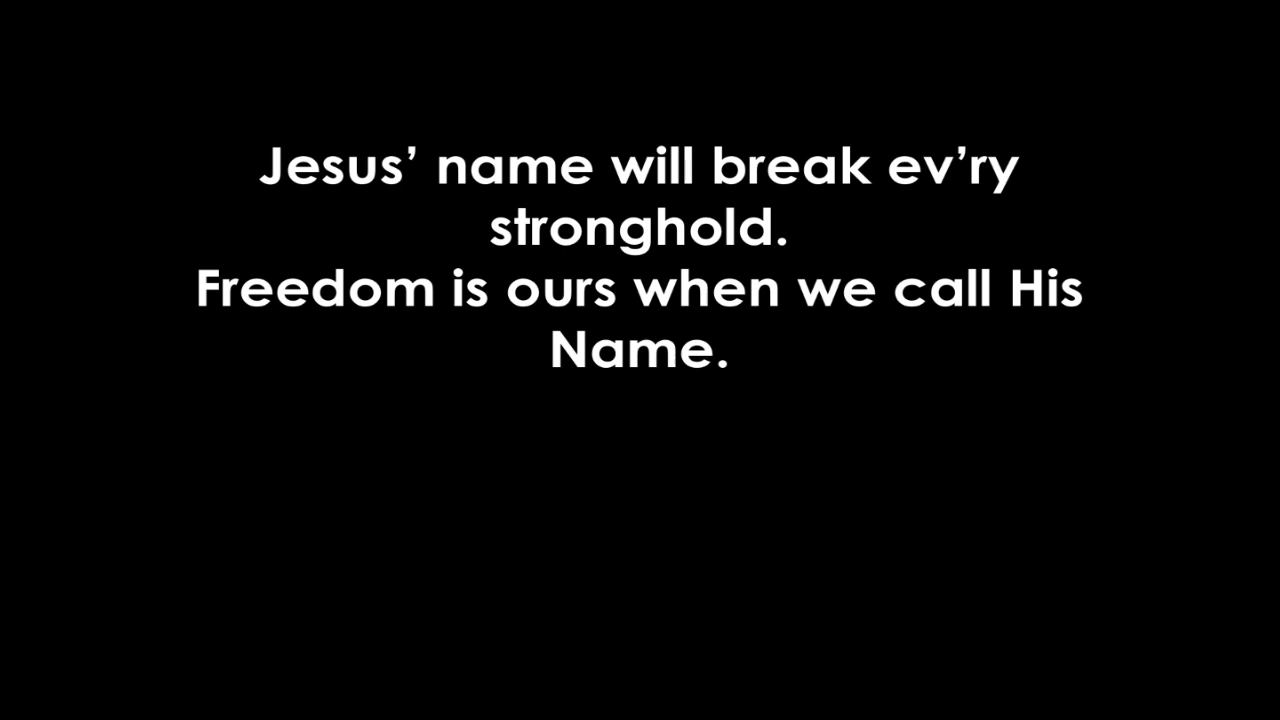 Jesus’ name will break ev’ry
stronghold.
Freedom is ours when we call His
Name.